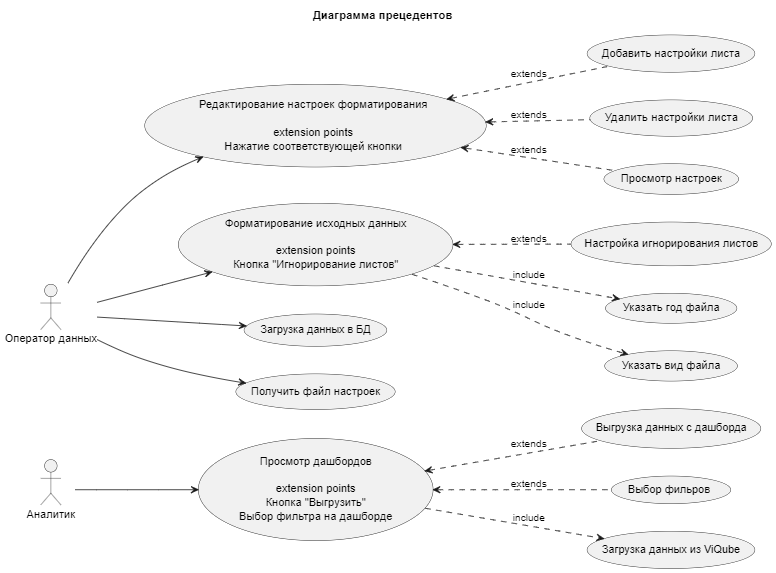 Диаграмма прецедентов
Добавить настройки листа
extends
Редактирование настроек форматирования
extension points
Нажатие соответствующей кнопки
extends
Удалить настройки листа
extends
Просмотр настроек
Форматирование исходных данных
extension points
Кнопка "Игнорирование листов"
extends
Настройка игнорирования листов
include
Указать год файла
include
Указать вид файла
Оператор данных
Загрузка данных в БД
Получить файл настроек
Выгрузка данных с дашборда
extends
Просмотр дашбордов
extension points
Кнопка "Выгрузить"
Выбор фильтра на дашборде
extends
Выбор фильров
include
Загрузка данных из ViQube
Аналитик